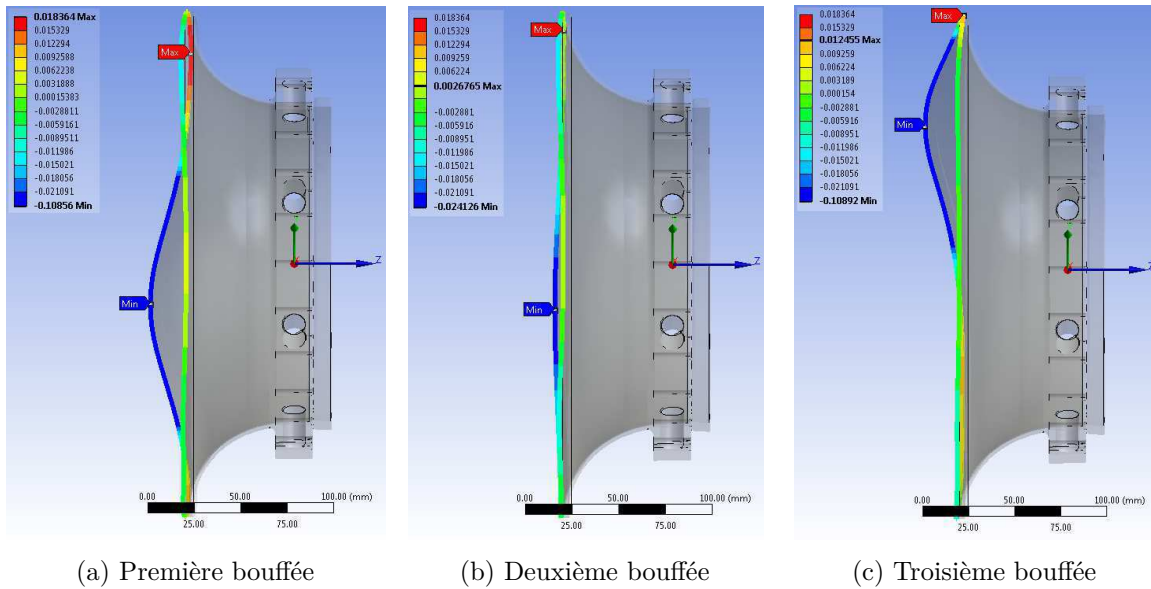 0.018364 Max
0.015329
0.012294
0.0092588
0.0062238
0.0031888
0.00015383
-0.0028811
-0.0059161
-0.0089511
-0.011986
-0.015021
-0.018056
-0.021091
-0.10856 Min
Max
Min
Z
0.00 50.00 100.00 (mm)
25.00 75.00
(a) Première bouffée
0.018364
0.015329
0.012294
0.009259
0.006224
0.0026765 Max
-0.002881
-0.005916
-0.008951
-0.011986
-0.015021
-0.018056
-0.021091
-0.024126 Min
Max
Min
Z
0.00 50.00 100.00 (mm)
25.00 75.00
(b) Deuxième bouffée
0.018364
0.015329
0.012455 Max
0.009259
0.006224
0.003189
0.000154
-0.002881
-0.005916
-0.008951
-0.011986
-0.015021
-0.018056
-0.021091
-0.10892 Min
Max
Min
Z
0.00 50.00 100.00 (mm)
25.00 75.00
(c) Troisième bouffée